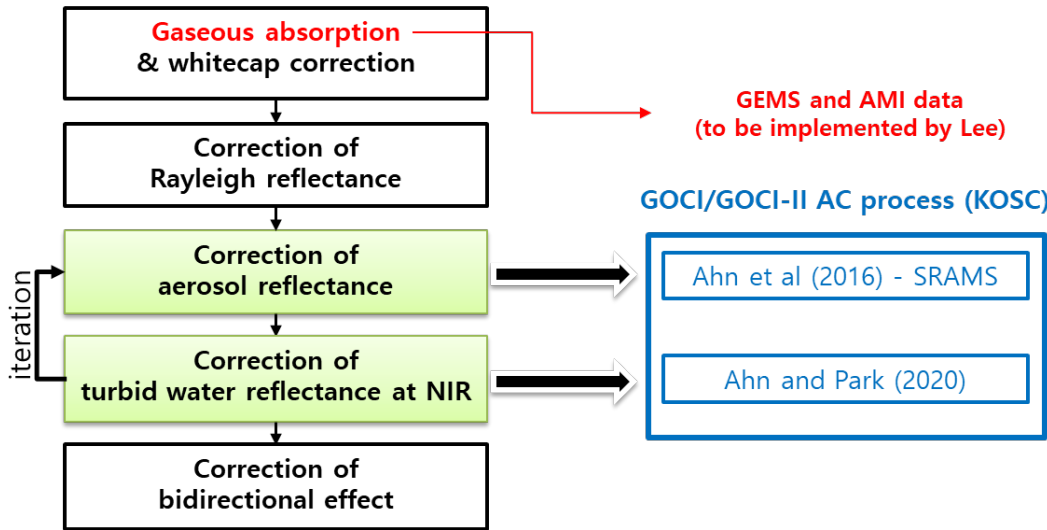 Gaseous absorption
& whitecap correction
GEMS and AMI data
(to be implemented by Lee)
Correction of
Rayleigh reflectance
GOCI/GOCI-II AC process (KOSC)
Correction of
aerosol reflectance
Ahn et al (2016) - SRAMS
iteration
Correction of
turbid water reflectance at NIR
Ahn and Park (2020)
Correction of
bidirectional effect